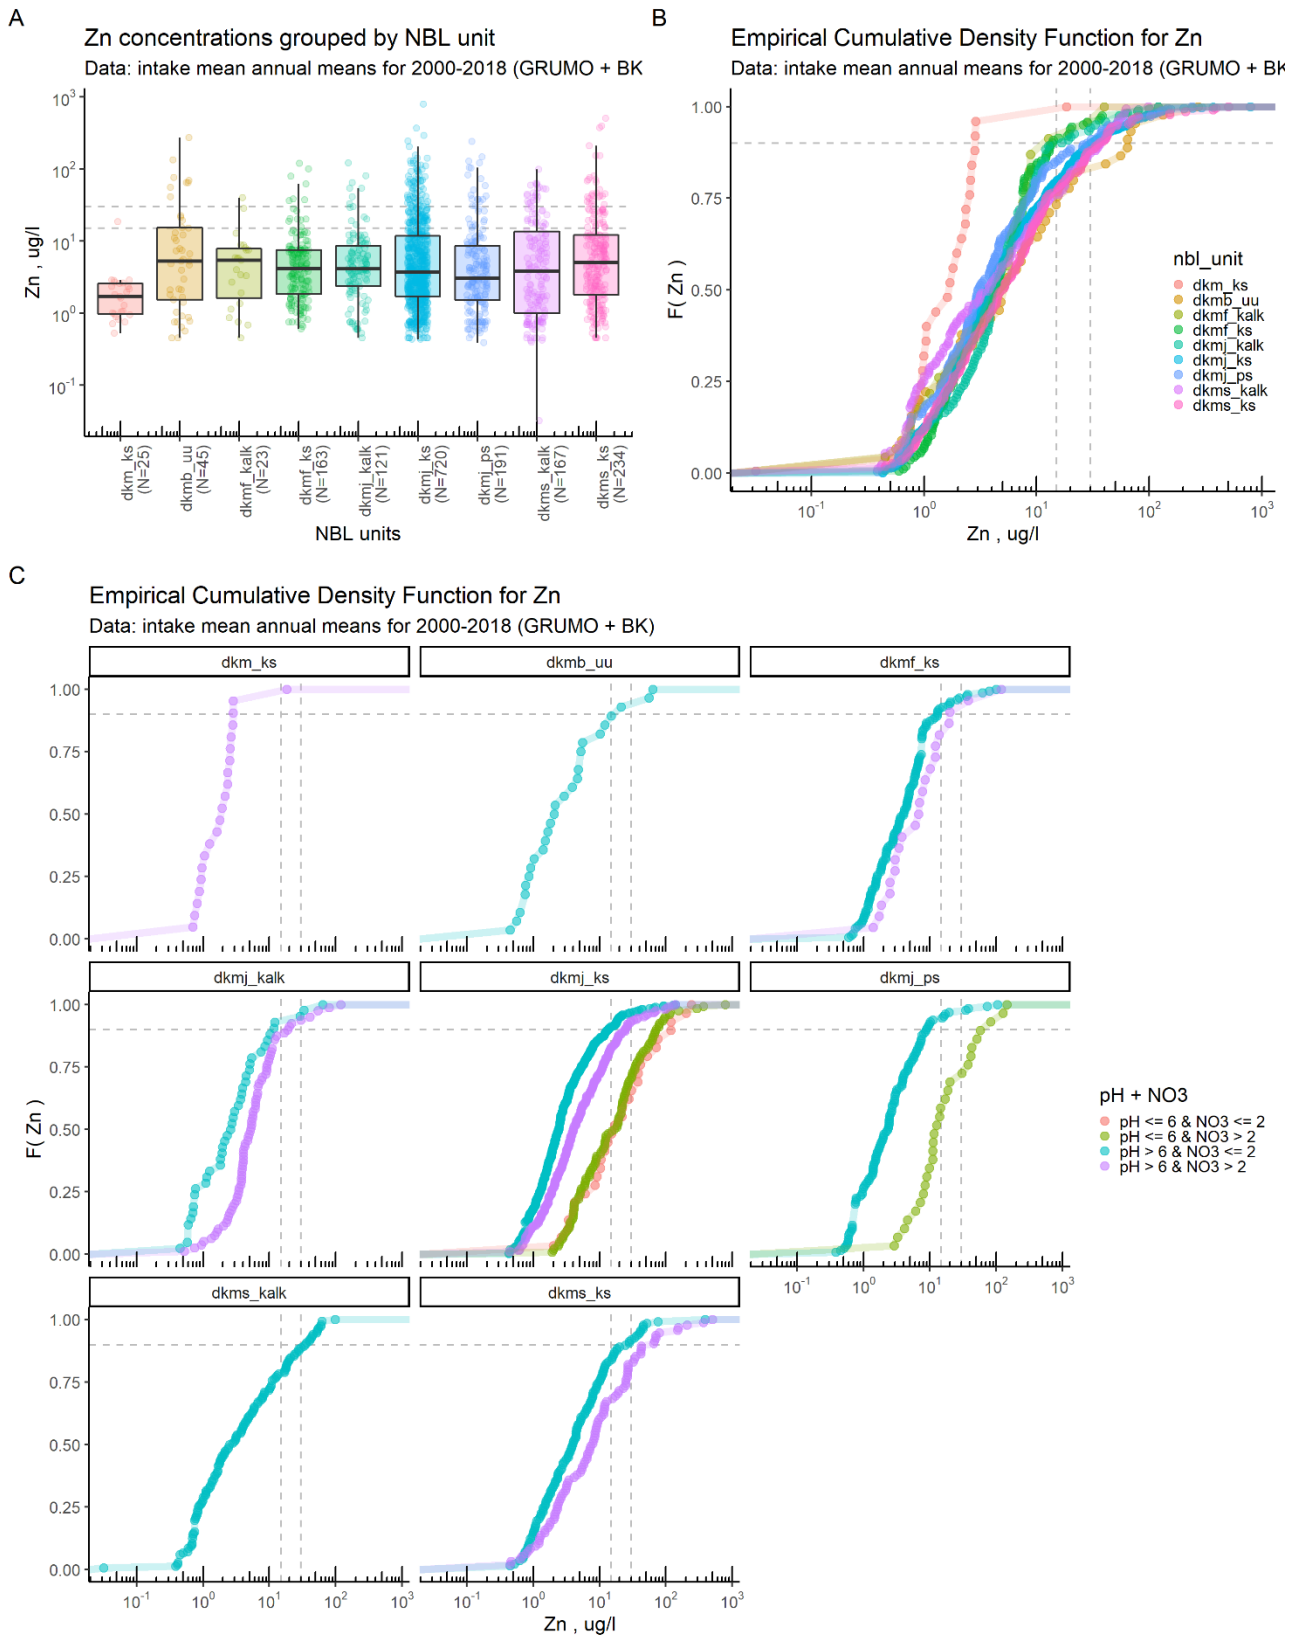 A
Zn concentrations grouped by NBL unit
Data: intake mean annual means for 2000-2018 (GRUMO + BK
10³
10²
10¹
10⁰
10⁻¹
Zn , ug/l
dkm_ks
(N=25)
dkmb_uu
(N=45)
dkmf_kalk
(N=23)
dkmf_ks
(N=163)
dkmj_kalk
(N=121)
dkmj_ks
(N=720)
dkmj_ps
(N=191)
dkms_kalk
(N=167)
dkms_ks
(N=234)
NBL units
B
Empirical Cumulative Density Function for Zn
Data: intake mean annual means for 2000-2018 (GRUMO + BK
1.00
0.75
0.50
0.25
0.00
F( Zn )
nbl_unit
dkm_ks
dkmb_uu
dkmf_kalk
dkmf_ks
dkmj_kalk
dkmj_ks
dkmj_ps
dkms_kalk
dkms_ks
10⁻¹ 10⁰ 10¹ 10² 10³
Zn , ug/l
C
Empirical Cumulative Density Function for Zn
Data: intake mean annual means for 2000-2018 (GRUMO + BK)
dkm_ks dkmb_uu dkmf_ks
1.00
0.75
0.50
0.25
0.00
dkmj_kalk dkmj_ks dkmj_ps
1.00
0.75
0.50
0.25
0.00
F( Zn )
10⁻¹ 10⁰ 10¹ 10² 10³
pH + NO3
pH <= 6 & NO3 <= 2
pH <= 6 & NO3 > 2
pH > 6 & NO3 <= 2
pH > 6 & NO3 > 2
dkms_kalk dkms_ks
1.00
0.75
0.50
0.25
0.00
10⁻¹ 10⁰ 10¹ 10² 10³ 10⁻¹ 10⁰ 10¹ 10² 10³
Zn , ug/l